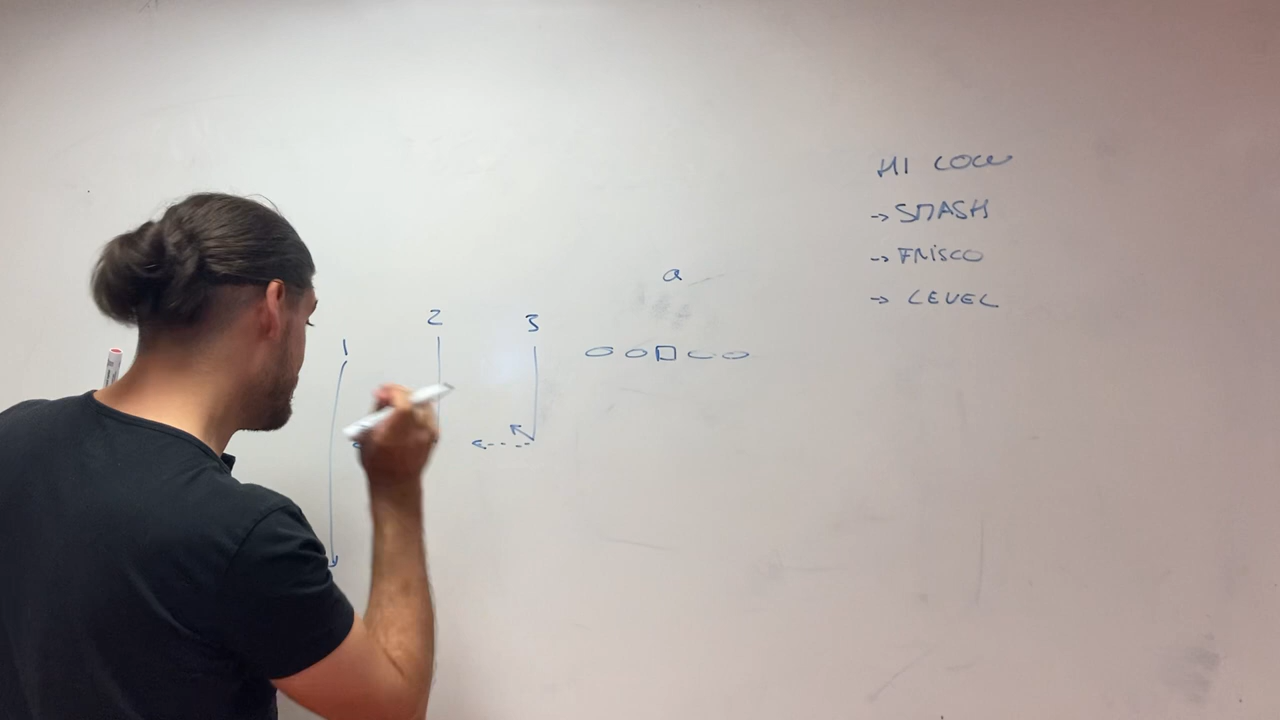 HI LOW
→ SMASH
→ FRISCO
→ LEVEL
Q
1 2 3